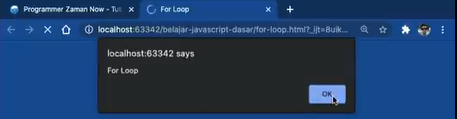 Programmer Zaman Now - Tut
For Loop
localhost:63342/belajar-javascript-dasar/for-loop.html?_ijt=8uik...
localhost:63342 says
For Loop
OK